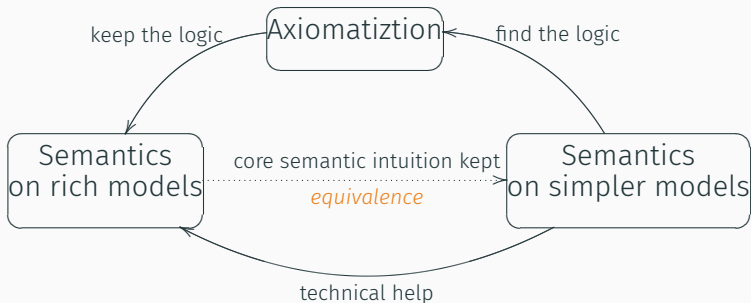 Axiomatiztion
keep the logic
find the logic
Semantics
on rich models
core semantic intuition kept
equivalence
Semantics
on simpler models
technical help